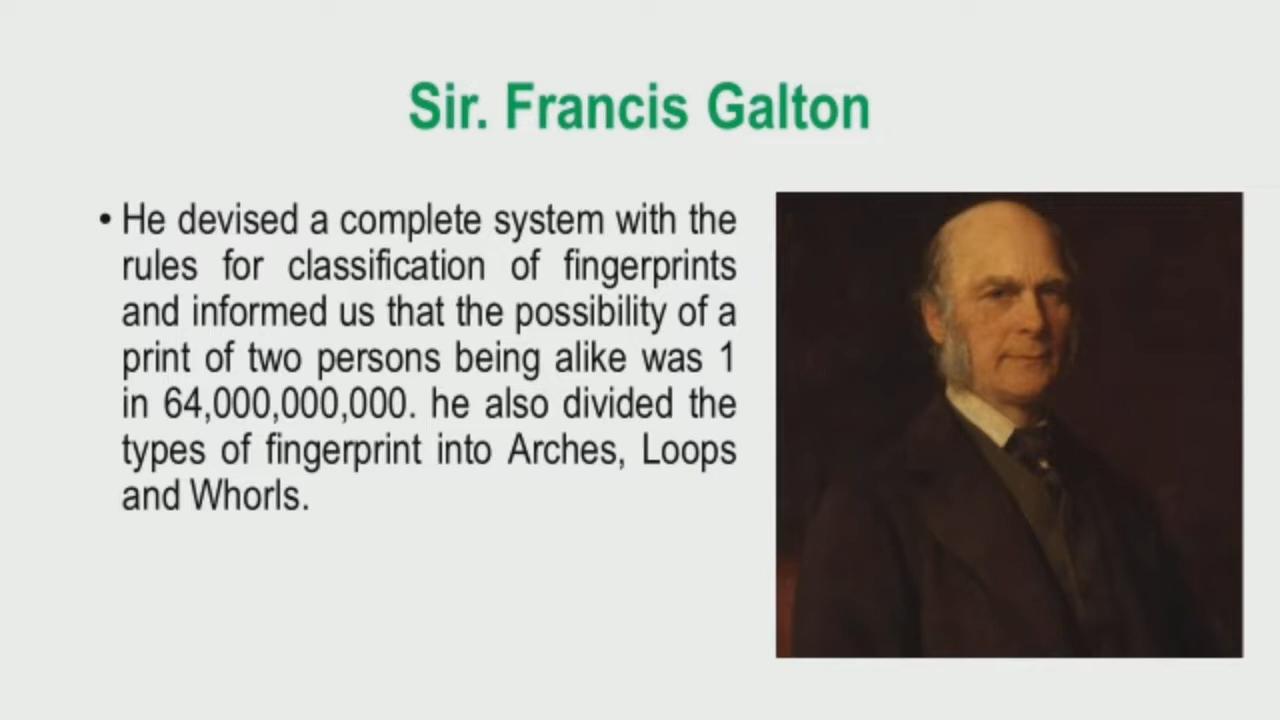 Sir. Francis Galton
• He devised a complete system with the
rules for classification of fingerprints
and informed us that the possibility of a
print of two persons being alike was 1
in 64,000,000,000. he also divided the
types of fingerprint into Arches, Loops
and Whorls.